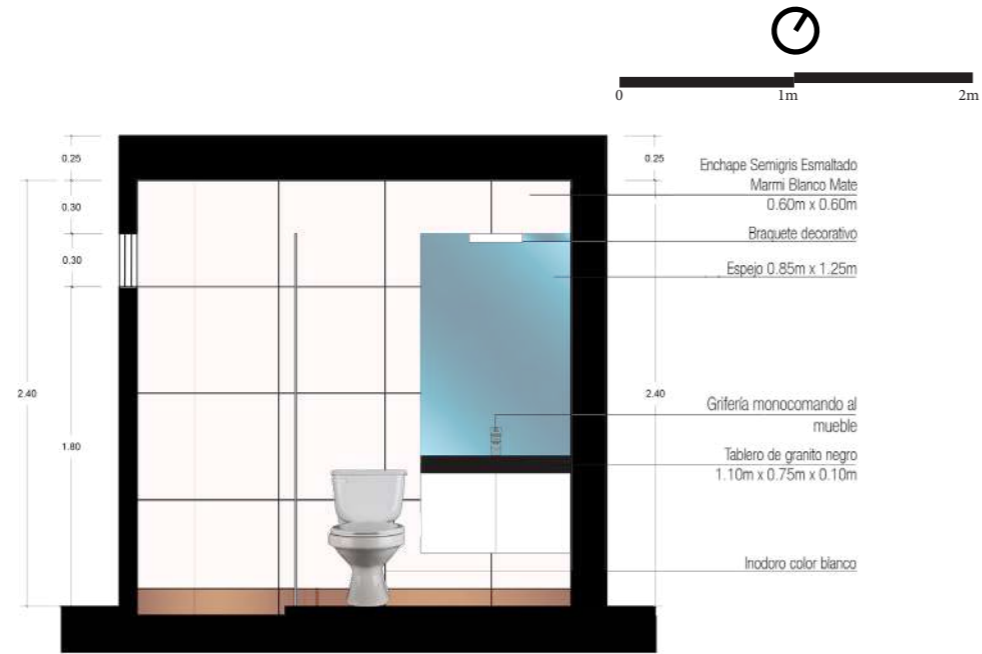 0
1m
2m
0.25
0.30
0.30
2.40
1.80
0.25
2.40
Enchape Semigris Esmaltado
Marmi Blanco Mate
0.60m x 0.60m
Braquete decorativo
Espejo 0.85m x 1.25m
Grifería monocomando al
mueble
Tablero de granito negro
1.10m x 0.75m x 0.10m
Inodoro color blanco